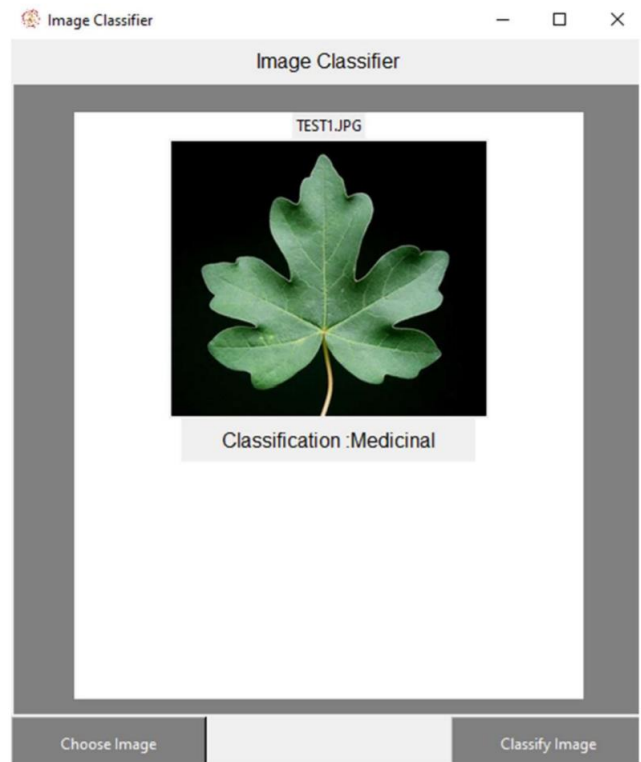 Image Classifier
Image Classifier
TEST1.JPG
Classification :Medicinal
Choose Image
Classify Image